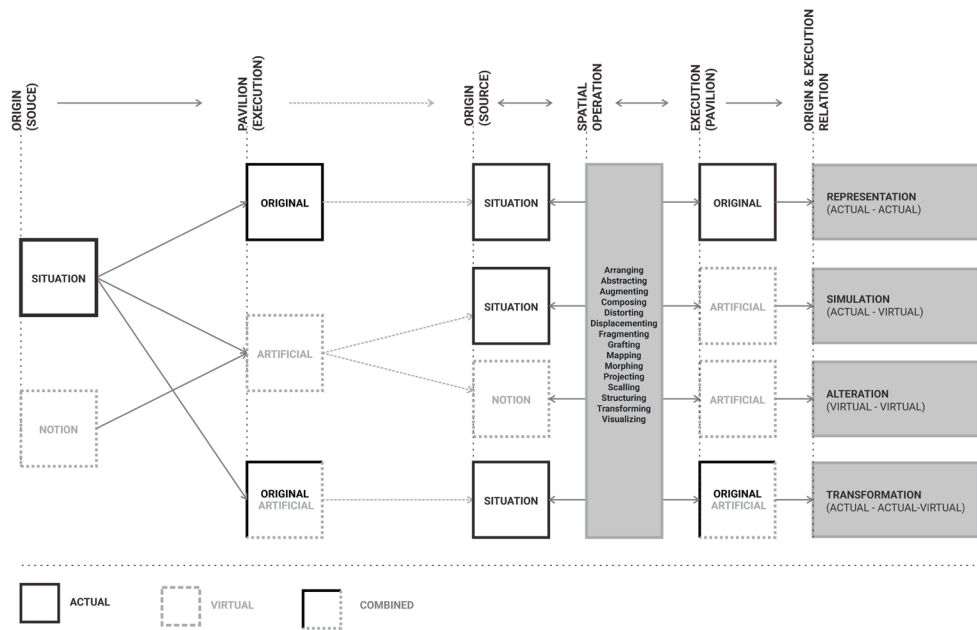 ORIGIN
(SOUCE)
PAVILION
(EXECUTION)
ORIGIN
(SOURCE)
SPATIAL
OPERATION
EXECUTION
(PAVILION)
ORIGIN & EXECUTION
RELATION
SITUATION
NOTION
ORIGINAL
ARTIFICIAL
ORIGINAL
ARTIFICIAL
SITUATION
SITUATION
NOTION
SITUATION
Arranging
Abstracting
Augmenting
Composing
Distorting
Displacementing
Fragmenting
Grafting
Mapping
Morphing
Projecting
Scalling
Structuring
Transforming
Visualizing
ORIGINAL
ARTIFICIAL
ARTIFICIAL
ORIGINAL
ARTIFICIAL
REPRESENTATION
(ACTUAL - ACTUAL)
SIMULATION
(ACTUAL - VIRTUAL)
ALTERATION
(VIRTUAL - VIRTUAL)
TRANSFORMATION
(ACTUAL - ACTUAL-VIRTUAL)
ACTUAL
VIRTUAL
COMBINED